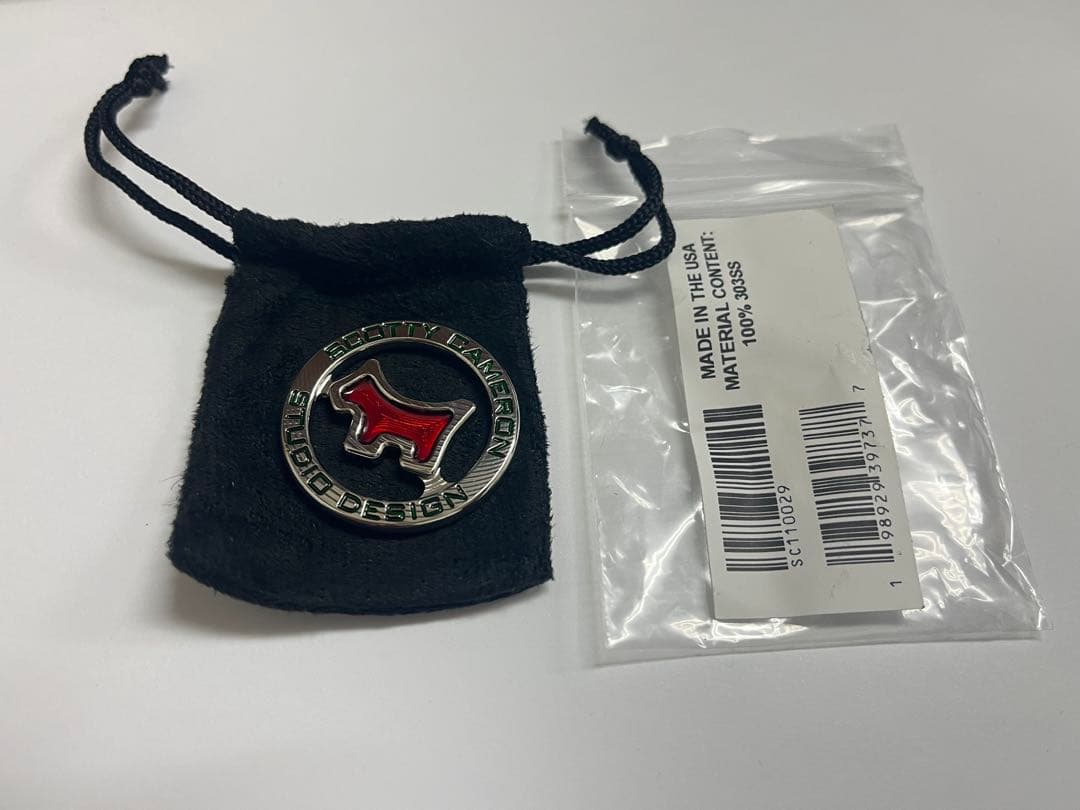 SCOTTY CAMERON
STUDIO DESIGN
MADE IN THE USA
MATERIAL CONTENT:
100% 303SS
SC110029
1 98929 39737 7